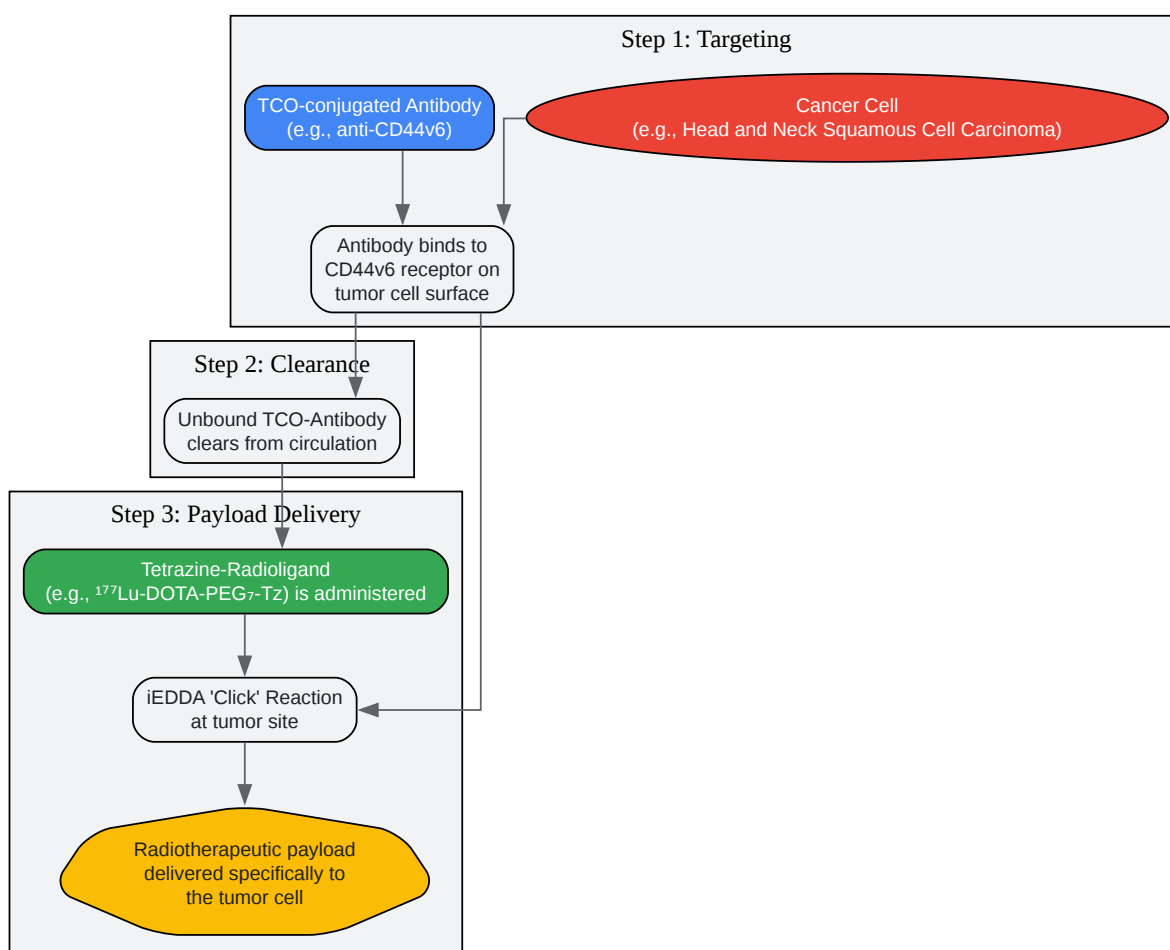 Step 1: Targeting
TCO-conjugated Antibody
(e.g., anti-CD44v6)
Cancer Cell
(e.g., Head and Neck Squamous Cell Carcinoma)
Antibody binds to
CD44v6 receptor on
tumor cell surface
Step 2: Clearance
Unbound TCO-Antibody
clears from circulation
Step 3: Payload Delivery
Tetrazine-Radioligand
(e.g., ¹⁷⁷Lu-DOTA-PEG₇-Tz) is administered
iEDDA 'Click' Reaction
at tumor site
Radiotherapeutic payload
delivered specifically to
the tumor cell